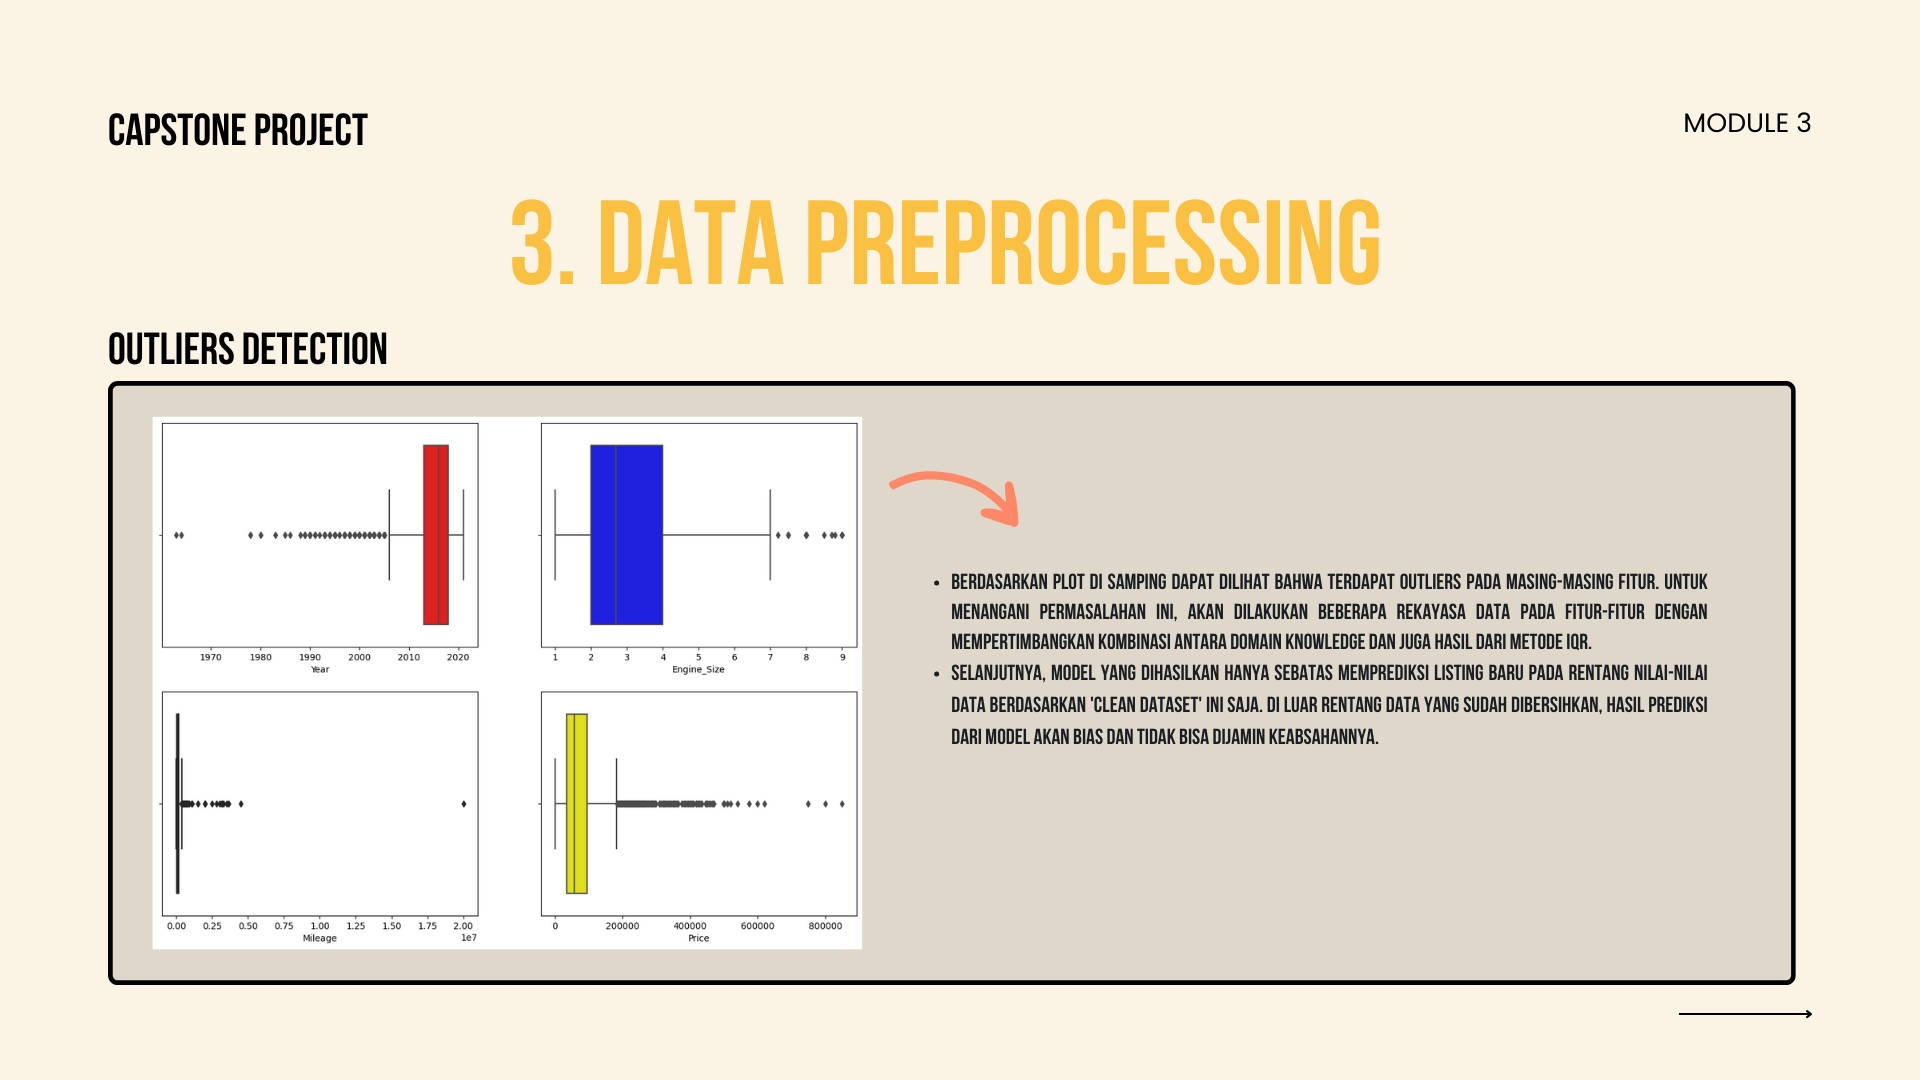 CAPSTONE PROJECT
MODULE 3
3. DATA PREPROCESSING
OUTLIERS DETECTION
1970 1980 1990 2000 2010 2020
Year
1 2 3 4 5 6 7 8 9
Engine_Size
0.00 0.25 0.50 0.75 1.00 1.25 1.50 1.75 2.00
Mileage
1e7
0 200000 400000 600000 800000
Price
• BERDASARKAN PLOT DI SAMPING DAPAT DILIHAT BAHWA TERDAPAT OUTLIERS PADA MASING-MASING FITUR. UNTUK
MENANGANI PERMASALAHAN INI, AKAN DILAKUKAN BEBERAPA REKAYASA DATA PADA FITUR-FITUR DENGAN
MEMPERTIMBANGKAN KOMBINASI ANTARA DOMAIN KNOWLEDGE DAN JUGA HASIL DARI METODE IQR.
• SELANJUTNYA, MODEL YANG DIHASILKAN HANYA SEBATAS MEMPREDIKSI LISTING BARU PADA RENTANG NILAI-NILAI
DATA BERDASARKAN 'CLEAN DATASET' INI SAJA. DI LUAR RENTANG DATA YANG SUDAH DIBERSIHKAN, HASIL PREDIKSI
DARI MODEL AKAN BIAS DAN TIDAK BISA DIJAMIN KEABSAHANNYA.